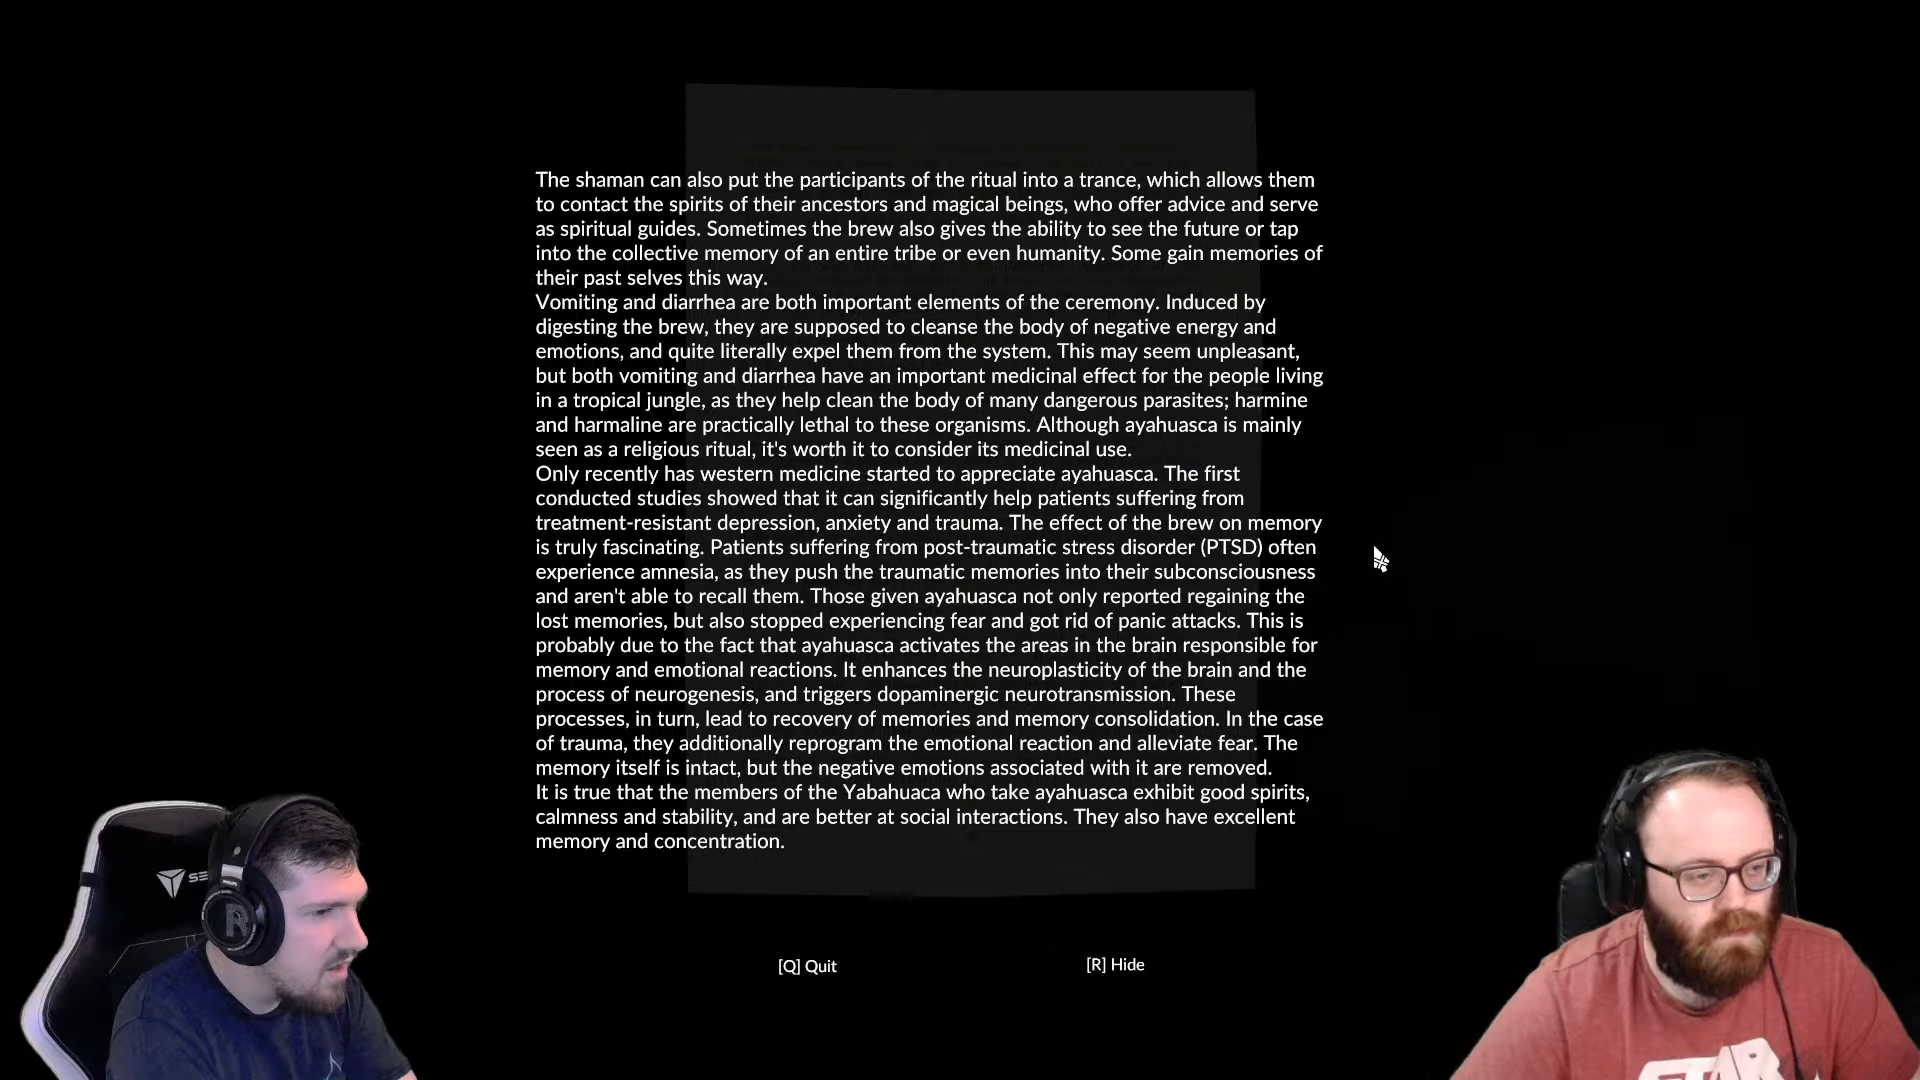 The shaman can also put the participants of the ritual into a trance, which allows them
to contact the spirits of their ancestors and magical beings, who offer advice and serve
as spiritual guides. Sometimes the brew also gives the ability to see the future or tap
into the collective memory of an entire tribe or even humanity. Some gain memories of
their past selves this way.
Vomiting and diarrhea are both important elements of the ceremony. Induced by
digesting the brew, they are supposed to cleanse the body of negative energy and
emotions, and quite literally expel them from the system. This may seem unpleasant,
but both vomiting and diarrhea have an important medicinal effect for the people living
in a tropical jungle, as they help clean the body of many dangerous parasites; harmine
and harmaline are practically lethal to these organisms. Although ayahuasca is mainly
seen as a religious ritual, it's worth it to consider its medicinal use.
Only recently has western medicine started to appreciate ayahuasca. The first
conducted studies showed that it can significantly help patients suffering from
treatment-resistant depression, anxiety and trauma. The effect of the brew on memory
is truly fascinating. Patients suffering from post-traumatic stress disorder (PTSD) often
experience amnesia, as they push the traumatic memories into their subconsciousness
and aren't able to recall them. Those given ayahuasca not only reported regaining the
lost memories, but also stopped experiencing fear and got rid of panic attacks. This is
probably due to the fact that ayahuasca activates the areas in the brain responsible for
memory and emotional reactions. It enhances the neuroplasticity of the brain and the
process of neurogenesis, and triggers dopaminergic neurotransmission. These
processes, in turn, lead to recovery of memories and memory consolidation. In the case
of trauma, they additionally reprogram the emotional reaction and alleviate fear. The
memory itself is intact, but the negative emotions associated with it are removed.
It is true that the members of the Yabahuaca who take ayahuasca exhibit good spirits,
calmness and stability, and are better at social interactions. They also have excellent
memory and concentration.
[Q] Quit
[R] Hide